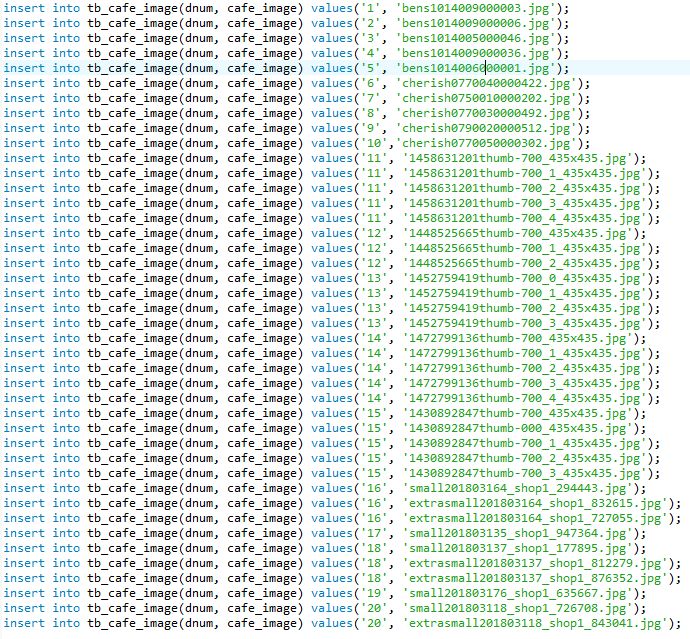 insert into tb_cafe_image(dnum, cafe_image) values('1', 'bens1014009000003.jpg');
insert into tb_cafe_image(dnum, cafe_image) values('2', 'bens1014009000006.jpg');
insert into tb_cafe_image(dnum, cafe_image) values('3', 'bens1014005000046.jpg');
insert into tb_cafe_image(dnum, cafe_image) values('4', 'bens1014009000036.jpg');
insert into tb_cafe_image(dnum, cafe_image) values('5', 'bens1014006000001.jpg');
insert into tb_cafe_image(dnum, cafe_image) values('6', 'cherish0770040000422.jpg');
insert into tb_cafe_image(dnum, cafe_image) values('7', 'cherish0750010000202.jpg');
insert into tb_cafe_image(dnum, cafe_image) values('8', 'cherish0770030000492.jpg');
insert into tb_cafe_image(dnum, cafe_image) values('9', 'cherish0790020000512.jpg');
insert into tb_cafe_image(dnum, cafe_image) values('10','cherish0770050000302.jpg');
insert into tb_cafe_image(dnum, cafe_image) values('11', '1458631201thumb-700_435x435.jpg');
insert into tb_cafe_image(dnum, cafe_image) values('11', '1458631201thumb-700_1_435x435.jpg');
insert into tb_cafe_image(dnum, cafe_image) values('11', '1458631201thumb-700_2_435x435.jpg');
insert into tb_cafe_image(dnum, cafe_image) values('11', '1458631201thumb-700_3_435x435.jpg');
insert into tb_cafe_image(dnum, cafe_image) values('11', '1458631201thumb-700_4_435x435.jpg');
insert into tb_cafe_image(dnum, cafe_image) values('12', '1448525665thumb-700_435x435.jpg');
insert into tb_cafe_image(dnum, cafe_image) values('12', '1448525665thumb-700_1_435x435.jpg');
insert into tb_cafe_image(dnum, cafe_image) values('12', '1448525665thumb-700_2_435x435.jpg');
insert into tb_cafe_image(dnum, cafe_image) values('13', '1452759419thumb-700_0_435x435.jpg');
insert into tb_cafe_image(dnum, cafe_image) values('13', '1452759419thumb-700_1_435x435.jpg');
insert into tb_cafe_image(dnum, cafe_image) values('13', '1452759419thumb-700_2_435x435.jpg');
insert into tb_cafe_image(dnum, cafe_image) values('13', '1452759419thumb-700_3_435x435.jpg');
insert into tb_cafe_image(dnum, cafe_image) values('14', '1472799136thumb-700_435x435.jpg');
insert into tb_cafe_image(dnum, cafe_image) values('14', '1472799136thumb-700_1_435x435.jpg');
insert into tb_cafe_image(dnum, cafe_image) values('14', '1472799136thumb-700_2_435x435.jpg');
insert into tb_cafe_image(dnum, cafe_image) values('14', '1472799136thumb-700_3_435x435.jpg');
insert into tb_cafe_image(dnum, cafe_image) values('14', '1472799136thumb-700_4_435x435.jpg');
insert into tb_cafe_image(dnum, cafe_image) values('15', '1430892847thumb-700_435x435.jpg');
insert into tb_cafe_image(dnum, cafe_image) values('15', '1430892847thumb-000_435x435.jpg');
insert into tb_cafe_image(dnum, cafe_image) values('15', '1430892847thumb-700_1_435x435.jpg');
insert into tb_cafe_image(dnum, cafe_image) values('15', '1430892847thumb-700_2_435x435.jpg');
insert into tb_cafe_image(dnum, cafe_image) values('15', '1430892847thumb-700_3_435x435.jpg');
insert into tb_cafe_image(dnum, cafe_image) values('16', 'small201803164_shop1_294443.jpg');
insert into tb_cafe_image(dnum, cafe_image) values('16', 'extrasmall201803164_shop1_832615.jpg');
insert into tb_cafe_image(dnum, cafe_image) values('16', 'extrasmall201803164_shop1_727055.jpg');
insert into tb_cafe_image(dnum, cafe_image) values('17', 'small201803135_shop1_947364.jpg');
insert into tb_cafe_image(dnum, cafe_image) values('18', 'small201803137_shop1_177895.jpg');
insert into tb_cafe_image(dnum, cafe_image) values('18', 'extrasmall201803137_shop1_812279.jpg');
insert into tb_cafe_image(dnum, cafe_image) values('18', 'extrasmall201803137_shop1_876352.jpg');
insert into tb_cafe_image(dnum, cafe_image) values('19', 'small201803176_shop1_635667.jpg');
insert into tb_cafe_image(dnum, cafe_image) values('20', 'small201803118_shop1_726708.jpg');
insert into tb_cafe_image(dnum, cafe_image) values('20', 'extrasmall201803118_shop1_843041.jpg');